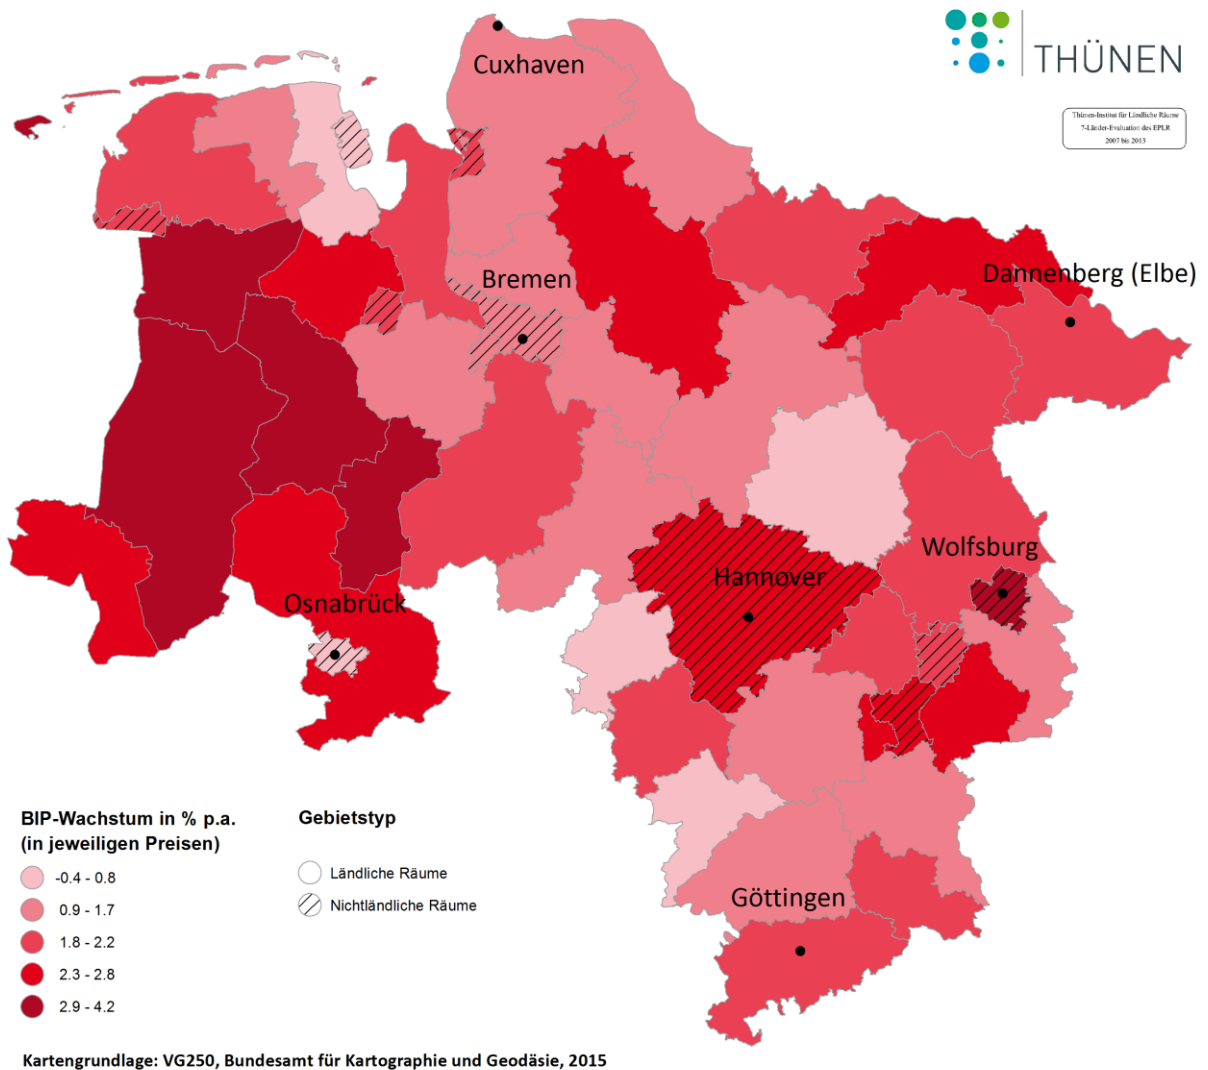 THÜNEN
Thünen-Institut für Ländliche Räume
7-Länder-Evaluation des EPLR
2007 bis 2013
Cuxhaven
Bremen
Dannenberg (Elbe)
Wolfsburg
Hannover
Osnabrück
Göttingen
BIP-Wachstum in % p.a.
(in jeweiligen Preisen)
-0.4 - 0.8
0.9 - 1.7
1.8 - 2.2
2.3 - 2.8
2.9 - 4.2
Gebietstyp
Ländliche Räume
Nichtländliche Räume
Kartengrundlage: VG250, Bundesamt für Kartographie und Geodäsie, 2015